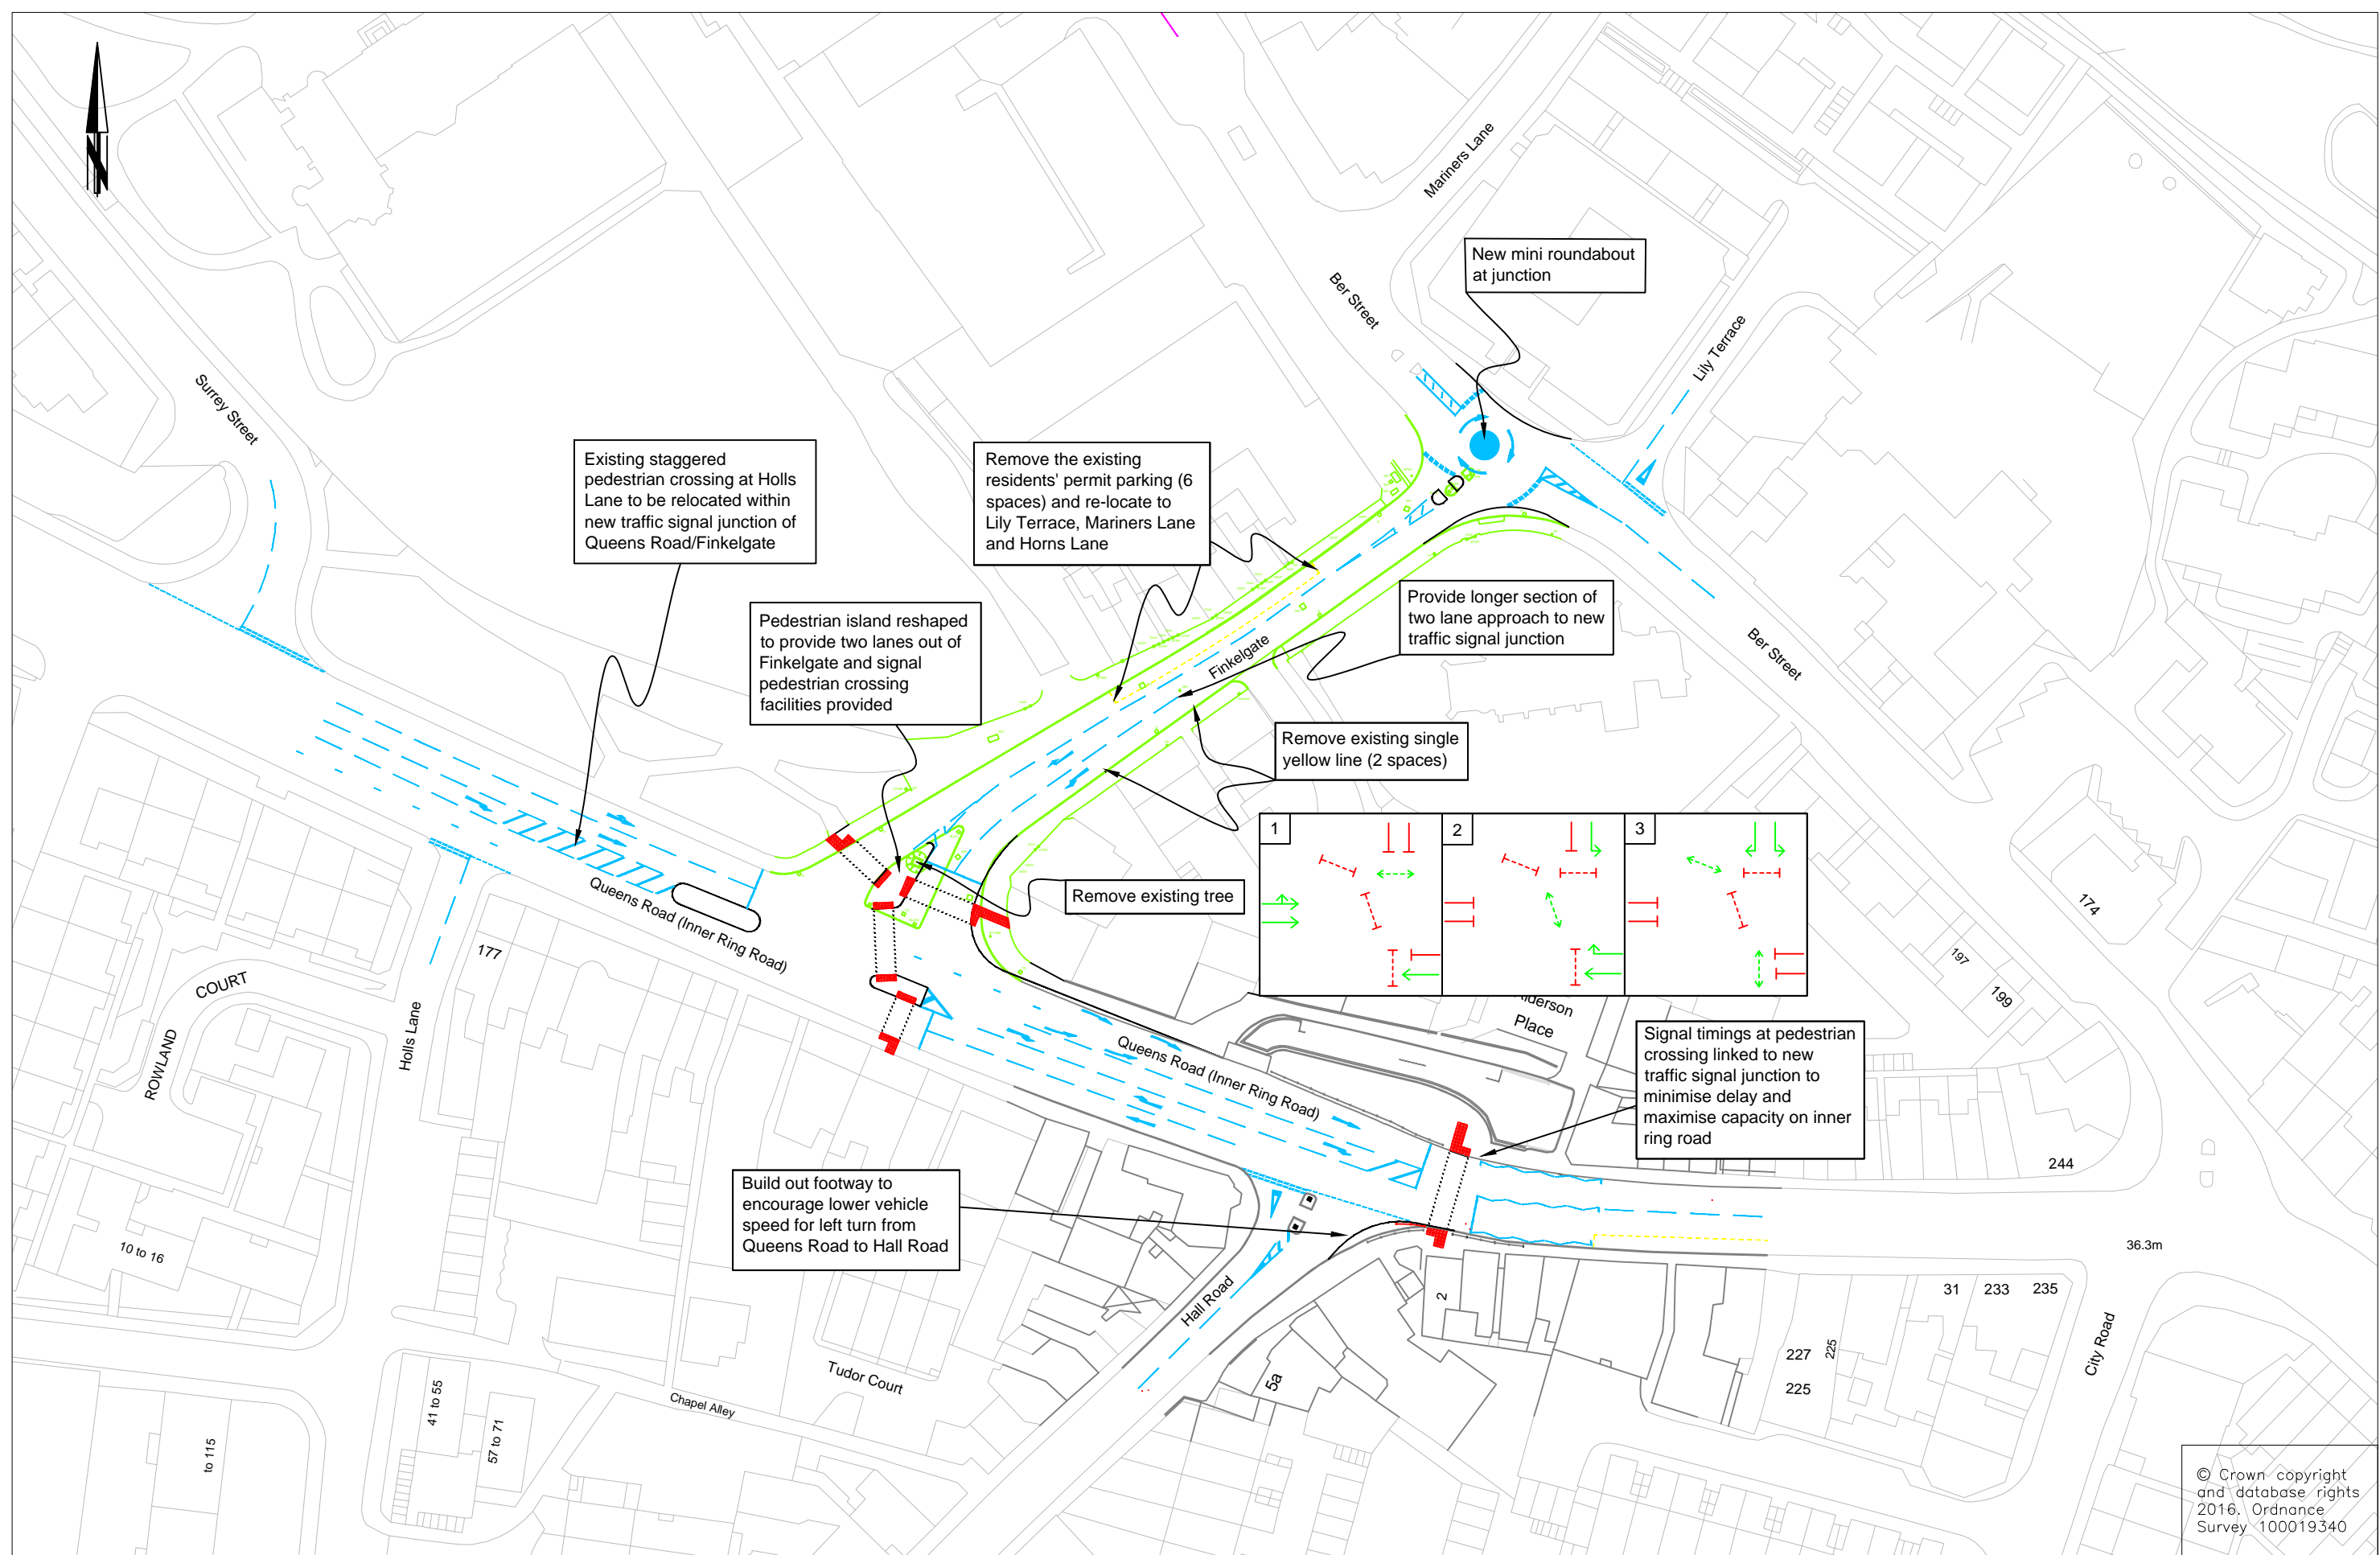 N
Mariners Lane
New mini roundabout
at junction
Ber Street
Lily Terrace
Surrey Street
Existing staggered
pedestrian crossing at Holls
Lane to be relocated within
new traffic signal junction of
Queens Road/Finkelgate
Remove the existing
residents' permit parking (6
spaces) and re-locate to
Lily Terrace, Mariners Lane
and Horns Lane
Pedestrian island reshaped
to provide two lanes out of
Finkelgate and signal
pedestrian crossing
facilities provided
Provide longer section of
two lane approach to new
traffic signal junction
Finkelgate
Ber Street
Remove existing single
yellow line (2 spaces)
1
2
3
Remove existing tree
Queens Road (Inner Ring Road)
177
COURT
ROWLAND
Holls Lane
174
197
199
Place
Queens Road (Inner Ring Road)
Signal timings at pedestrian
crossing linked to new
traffic signal junction to
minimise delay and
maximise capacity on inner
ring road
244
Build out footway to
encourage lower vehicle
speed for left turn from
Queens Road to Hall Road
10 to 16
36.3m
Hall Road
2
31
233
235
City Road
227
225
225
5a
Tudor Court
Chapel Alley
41 to 55
57 to 71
to 115
© Crown copyright
and database rights
2016. Ordnance
Survey 100019340